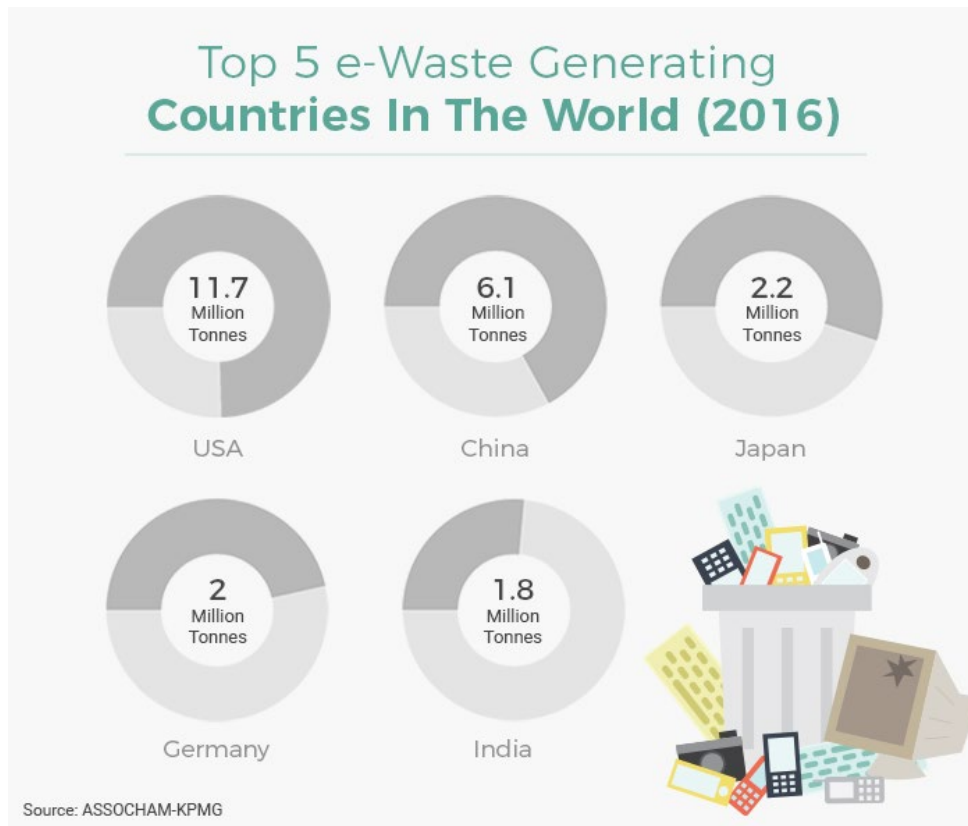 Top 5 e-Waste Generating
Countries In The World (2016)
11.7
Million
Tonnes
USA
6.1
Million
Tonnes
China
2.2
Million
Tonnes
Japan
2
Million
Tonnes
Germany
1.8
Million
Tonnes
India
Source: ASSOCHAM-KPMG